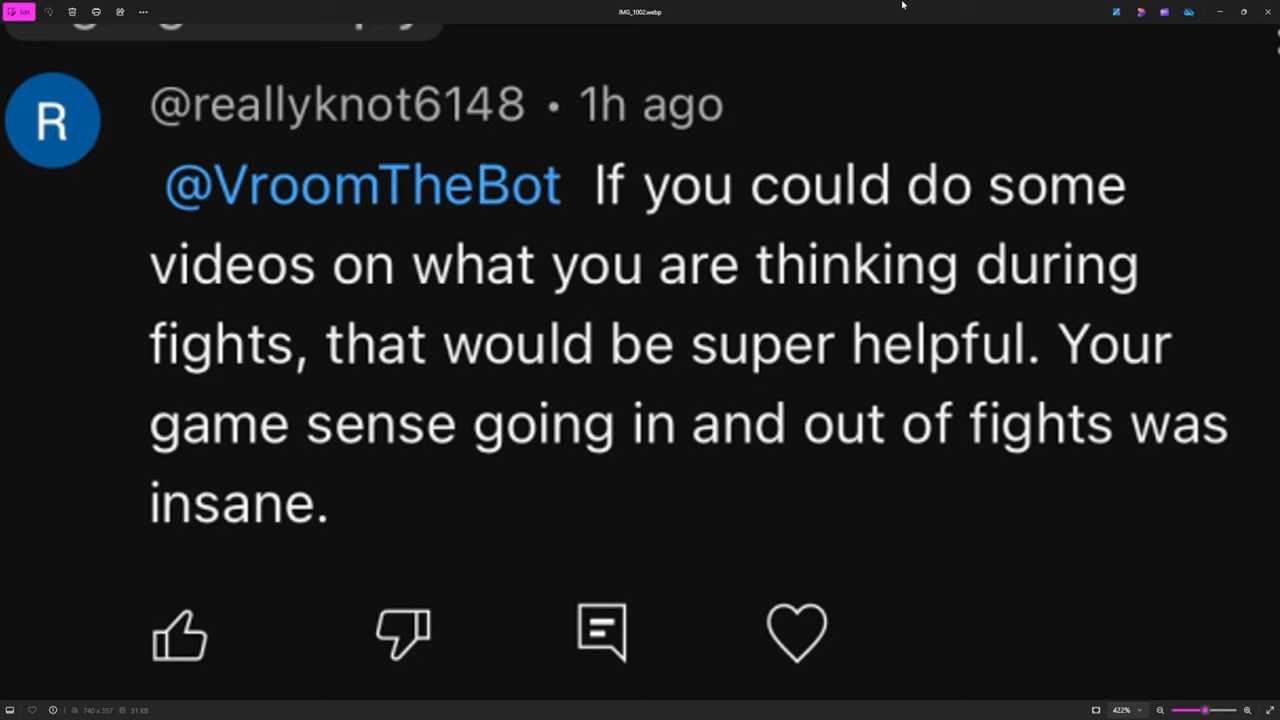 Edit
IMG_1002.webp
R
@reallyknot6148 • 1h ago
@VroomTheBot If you could do some
videos on what you are thinking during
fights, that would be super helpful. Your
game sense going in and out of fights was
insane.
740 x 357
31 KB
422%